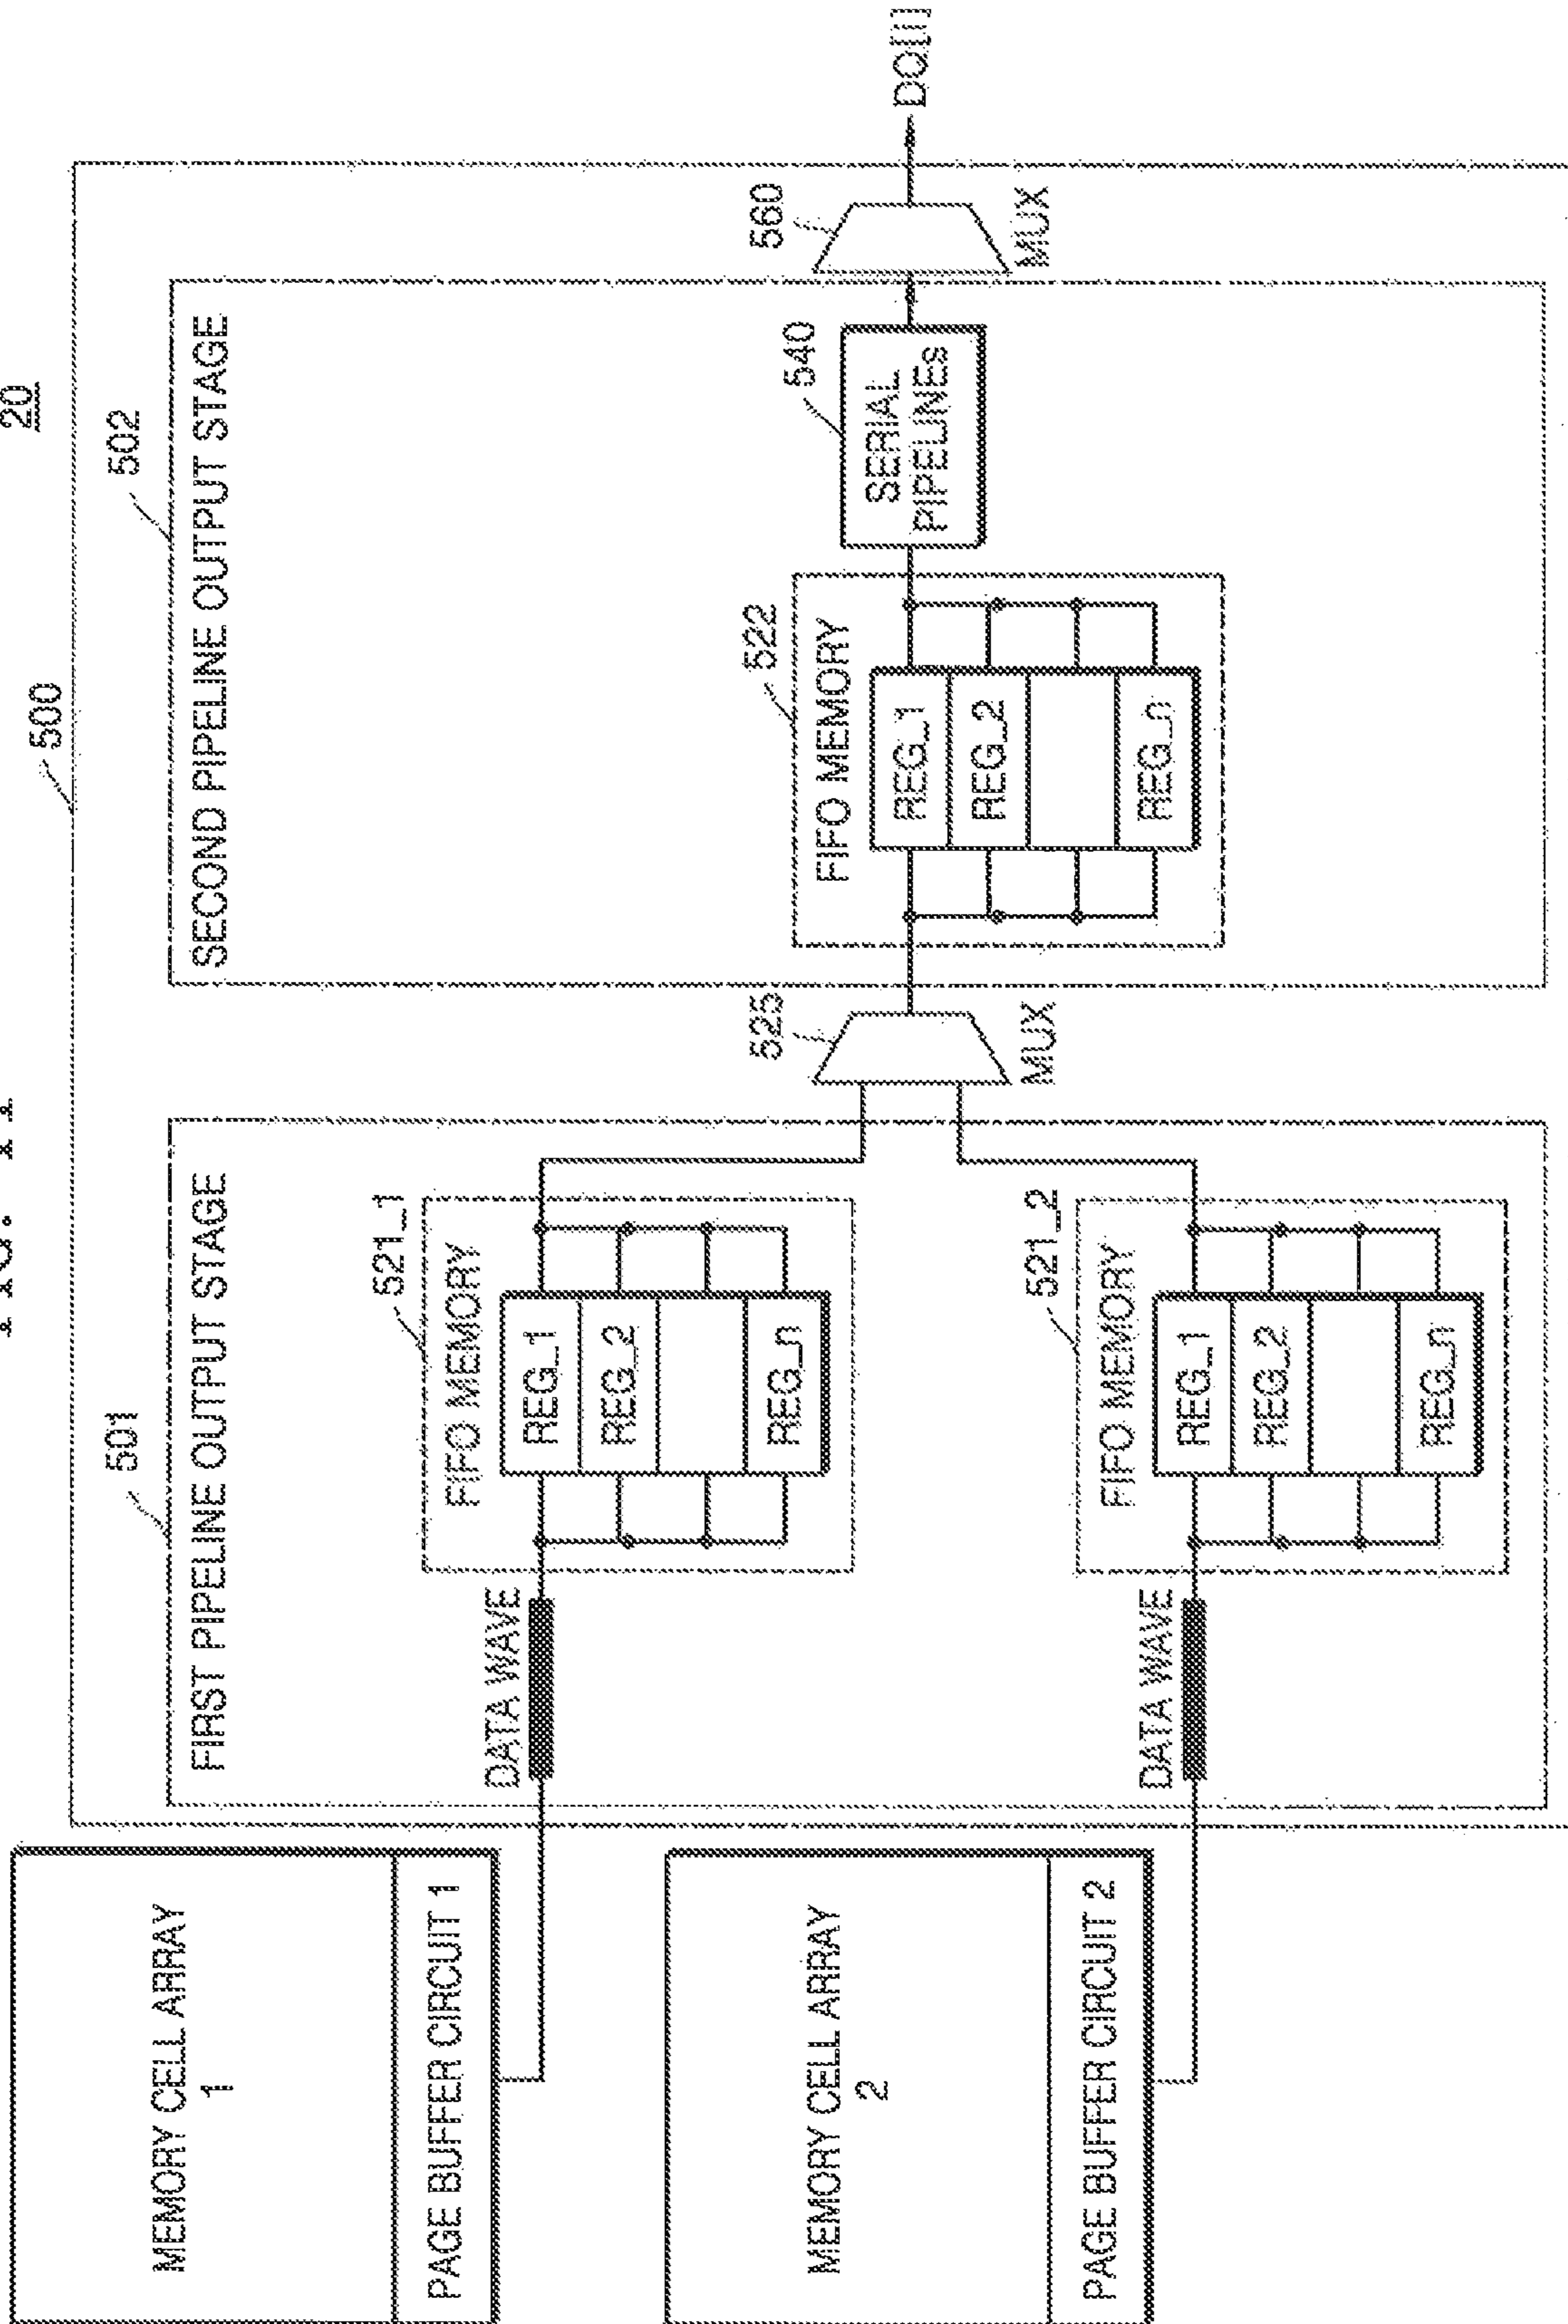 FIG. 11
20
500
501
FIRST PIPELINE OUTPUT STAGE
502
SECOND PIPELINE OUTPUT STAGE
MEMORY CELL ARRAY
1
PAGE BUFFER CIRCUIT 1
DATA WAVE
521_1
FIFO MEMORY
REG_1
REG_2
REG_n
MEMORY CELL ARRAY
2
PAGE BUFFER CIRCUIT 2
DATA WAVE
521_2
FIFO MEMORY
REG_1
REG_2
REG_n
525
MUX
522
FIFO MEMORY
REG_1
REG_2
REG_n
540
SERIAL
PIPELINEs
560
MUX